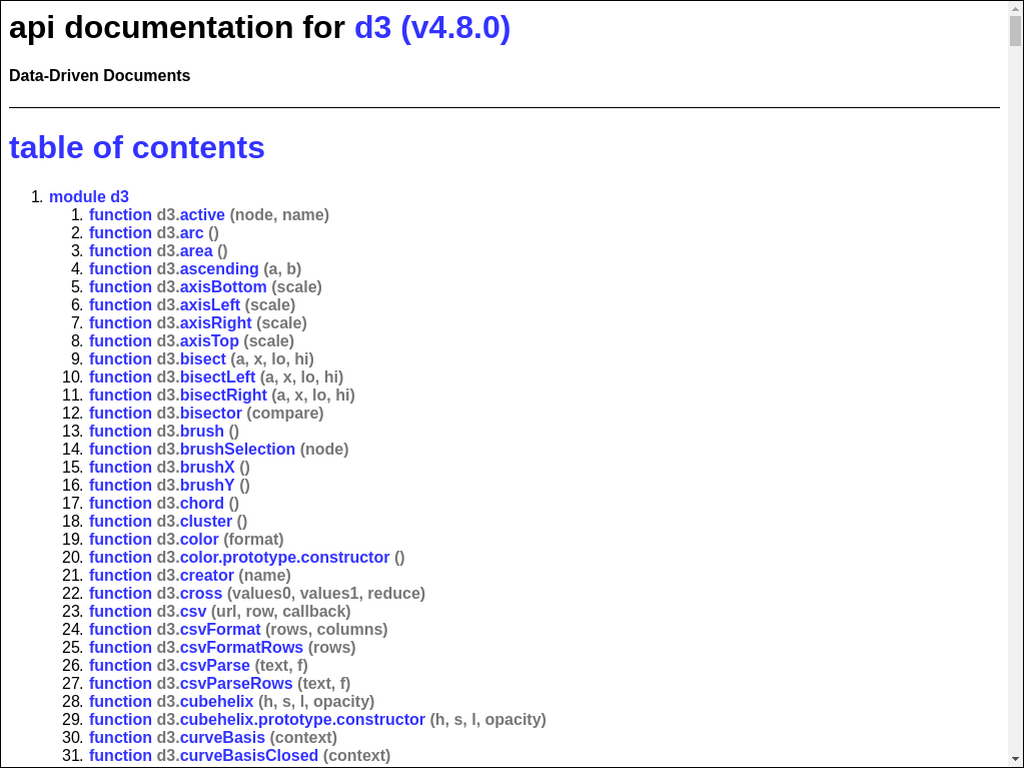 api documentation for d3 (v4.8.0)
Data-Driven Documents
table of contents
1. module d3
1. function d3.active (node, name)
2. function d3.arc ()
3. function d3.area ()
4. function d3.ascending (a, b)
5. function d3.axisBottom (scale)
6. function d3.axisLeft (scale)
7. function d3.axisRight (scale)
8. function d3.axisTop (scale)
9. function d3.bisect (a, x, lo, hi)
10. function d3.bisectLeft (a, x, lo, hi)
11. function d3.bisectRight (a, x, lo, hi)
12. function d3.bisector (compare)
13. function d3.brush ()
14. function d3.brushSelection (node)
15. function d3.brushX ()
16. function d3.brushY ()
17. function d3.chord ()
18. function d3.cluster ()
19. function d3.color (format)
20. function d3.color.prototype.constructor ()
21. function d3.creator (name)
22. function d3.cross (values0, values1, reduce)
23. function d3.csv (url, row, callback)
24. function d3.csvFormat (rows, columns)
25. function d3.csvFormatRows (rows)
26. function d3.csvParse (text, f)
27. function d3.csvParseRows (text, f)
28. function d3.cubehelix (h, s, l, opacity)
29. function d3.cubehelix.prototype.constructor (h, s, l, opacity)
30. function d3.curveBasis (context)
31. function d3.curveBasisClosed (context)